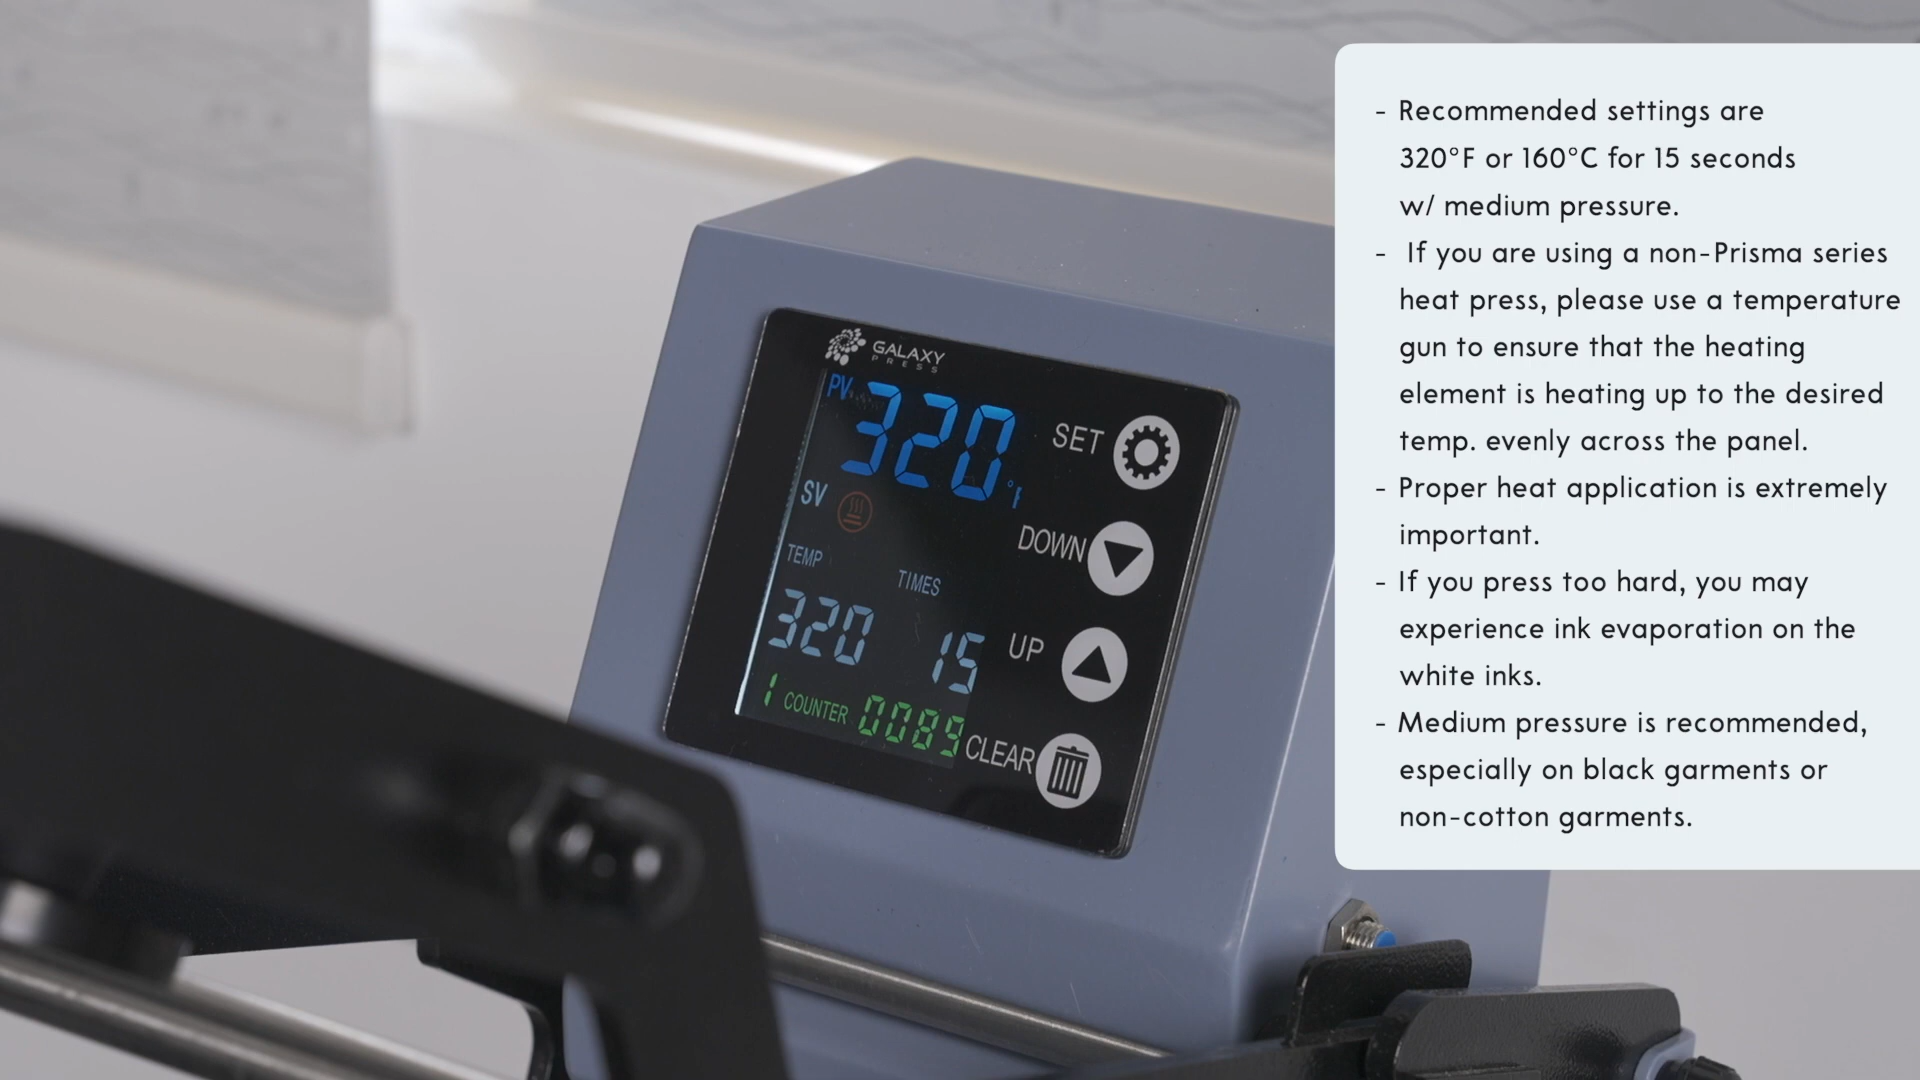 GALAXY
PRESS
PV 320 °F
SET
SV
DOWN
TEMP
TIMES
320 15
UP
1 COUNTER 0089
CLEAR
- Recommended settings are
320°F or 160°C for 15 seconds
w/ medium pressure.
- If you are using a non-Prisma series
heat press, please use a temperature
gun to ensure that the heating
element is heating up to the desired
temp. evenly across the panel.
- Proper heat application is extremely
important.
- If you press too hard, you may
experience ink evaporation on the
white inks.
- Medium pressure is recommended,
especially on black garments or
non-cotton garments.